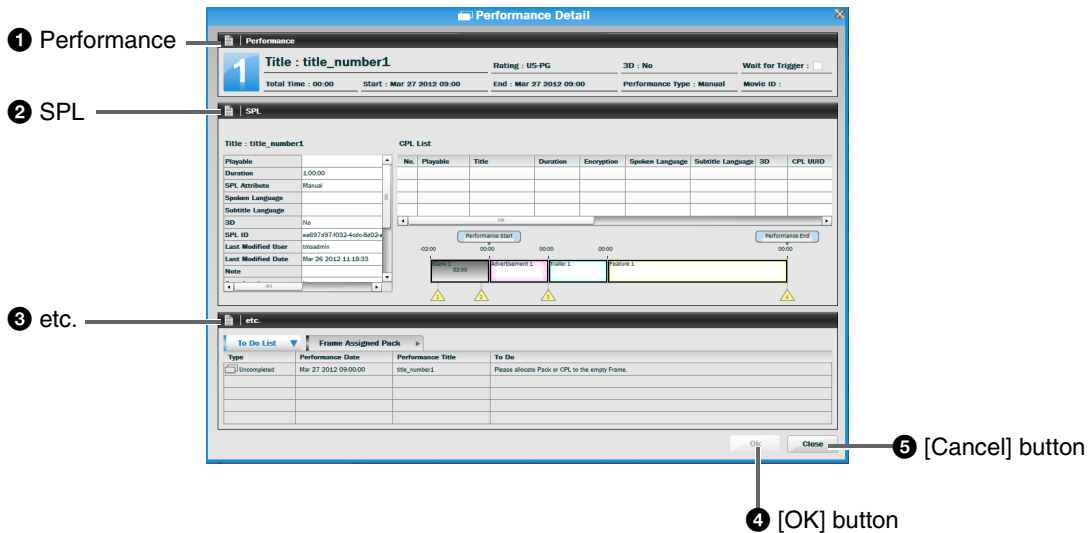 Performance Detail
❶ Performance
Performance
1
Title : title_number1
Rating : US-PG
3D : No
Wait for Trigger :
Total Time : 00:00
Start : Mar 27 2012 09:00
End : Mar 27 2012 09:00
Performance Type : Manual
Movie ID :
❷ SPL
SPL
Title : title_number1
Playable
Duration 1:00:00
SPL Attribute Manual
Spoken Language
Subtitle Language
3D No
SPL ID
Last Modified User tmsadmin
Last Modified Date Mar 26 2012 11:18:33
Note
CPL List
No. Playable Title Duration Encryption Spoken Language Subtitle Language 3D CPL UUID
Performance Start
Performance End
-02:00 00:00 00:00 00:00 00:00
02:00
Advertisement 1
Trailer 1
Feature 1
1 2 3 4
❸ etc.
etc.
To Do List
Frame Assigned Pack
Type Performance Date Performance Title To Do
Uncompleted Mar 27 2012 09:00:00 title_number1 Please allocate Pack or CPL to the empty Frame.
Ok
Close
❺ [Cancel] button
❹ [OK] button